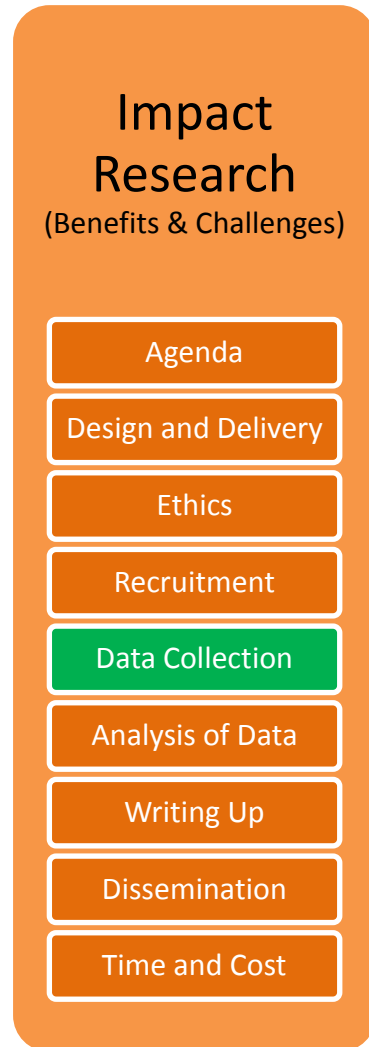 Impact
Research
(Benefits & Challenges)
Agenda
Design and Delivery
Ethics
Recruitment
Data Collection
Analysis of Data
Writing Up
Dissemination
Time and Cost